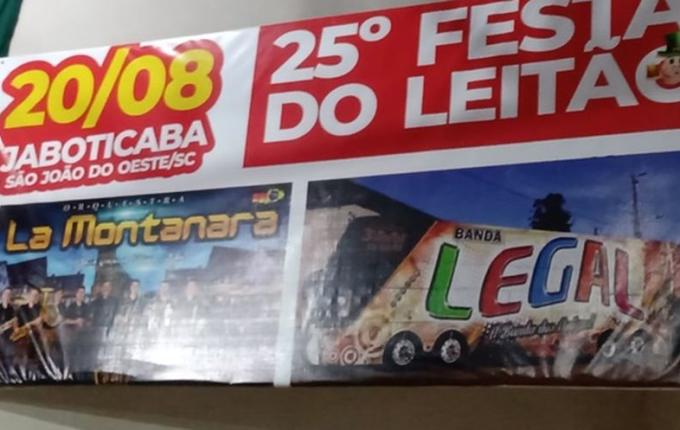 20/08
JABOTICABA
SÃO JOÃO DO OESTE/SC
25º FESTA
DO LEITÃO
ORQUESTRA
La Montanara
BANDA
LEGAL